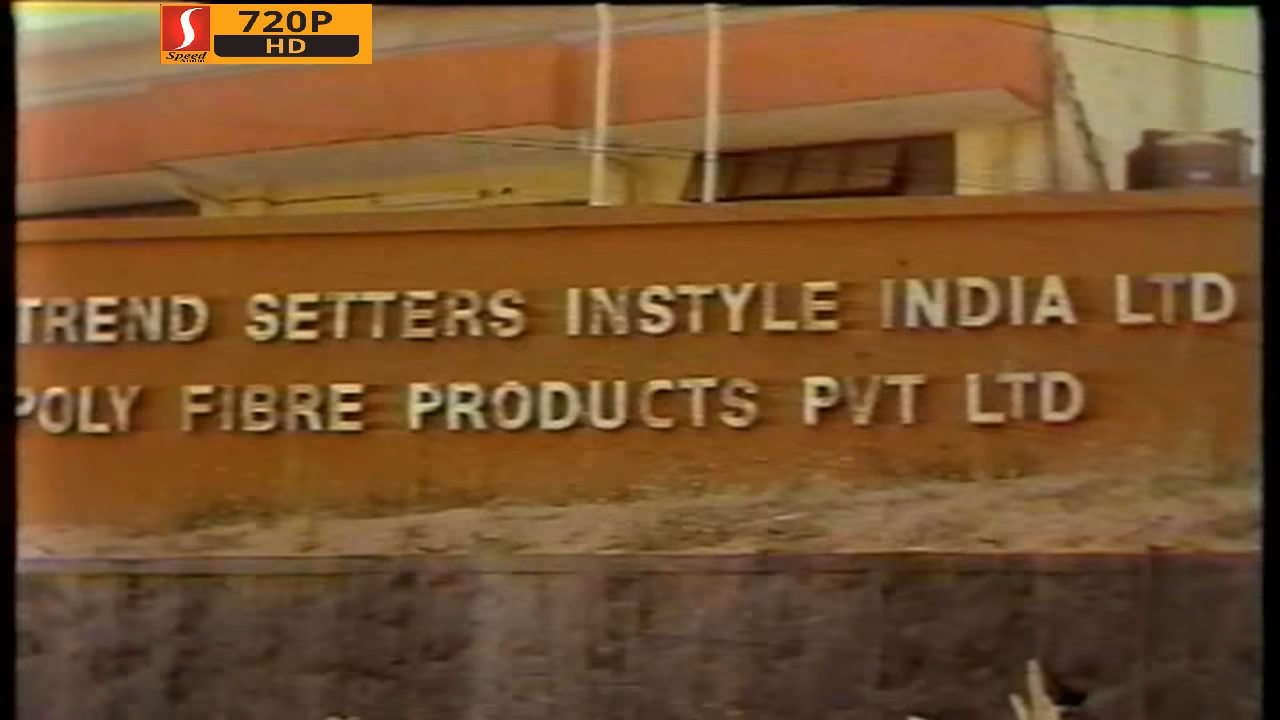 S
Speed
720P
HD
TREND SETTERS INSTYLE INDIA LTD
POLY FIBRE PRODUCTS PVT LTD